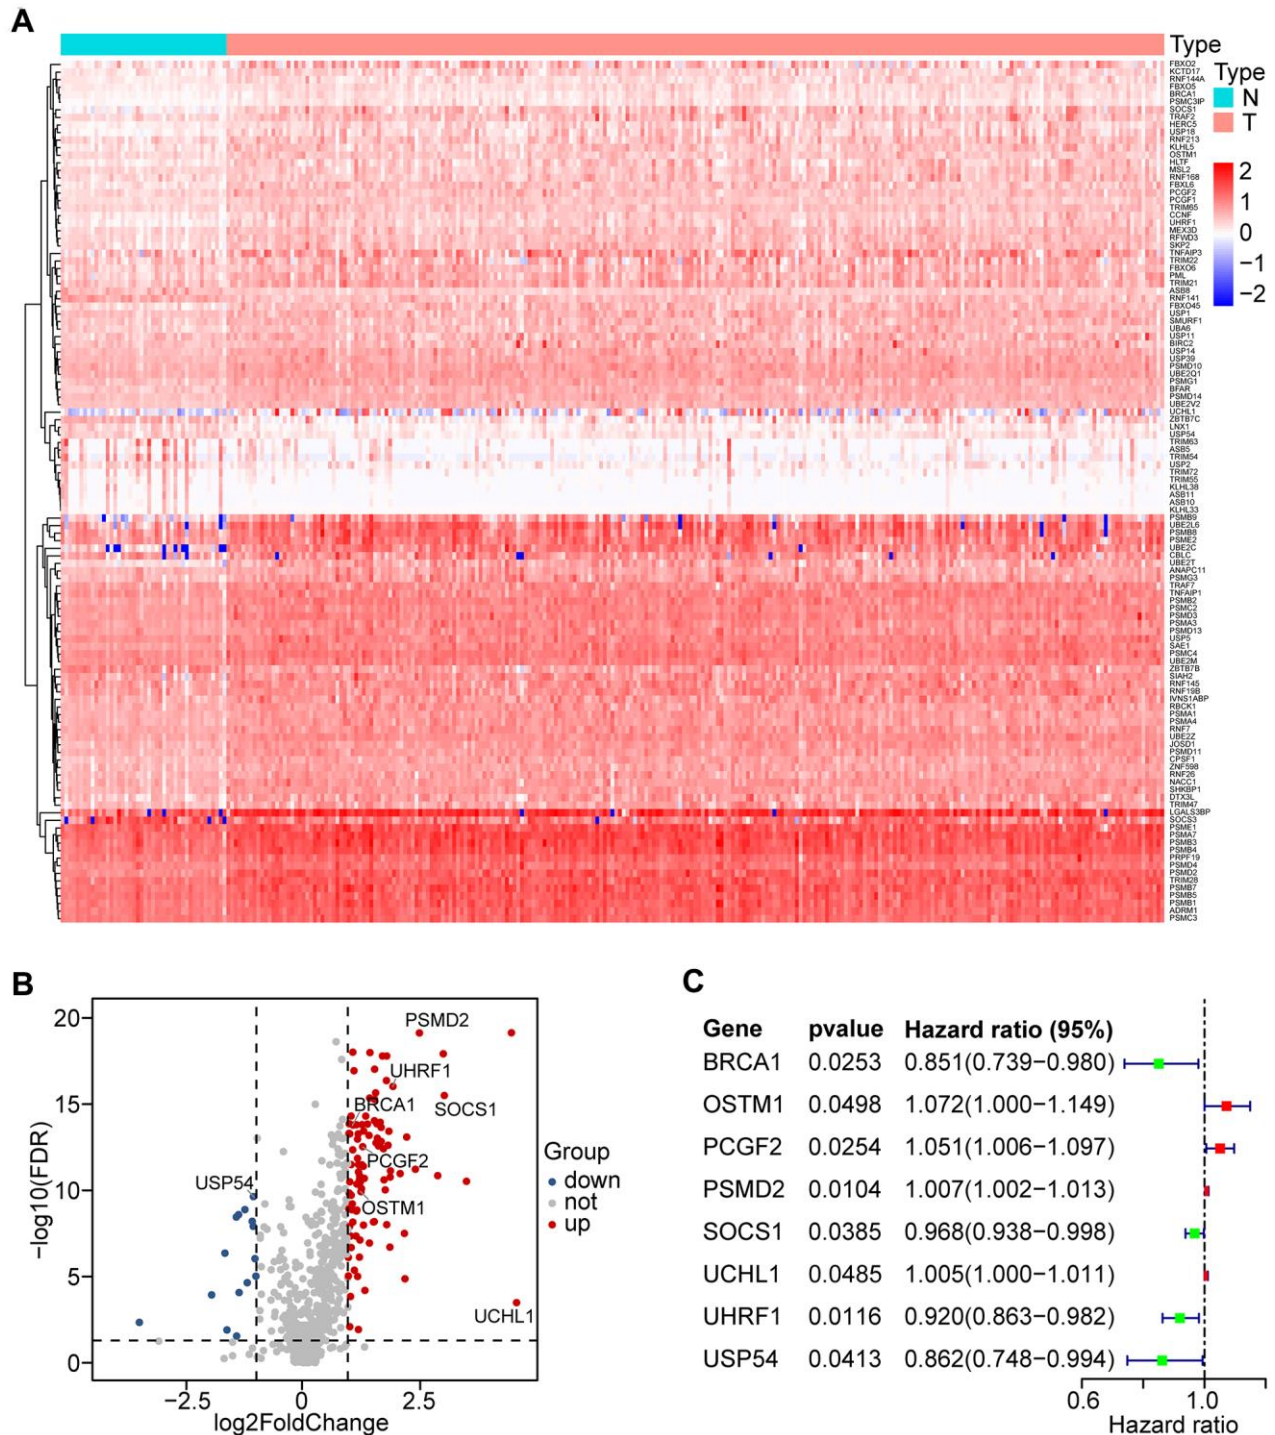 A
Type
FBXO2
KCTD17
RNF144A
FBXO5
BRCA1
PSMC3IP
SOCS1
TRAF2
HERC5
USP18
RNF213
KLHL5
OSTM1
HLTF
MSL2
RNF168
FBXL6
PCGF2
PCGF1
TRIM65
CCNF
UHRF1
MEX3D
RFWD3
SKP2
TNFAIP3
TRIM22
FBXO6
PML
TRIM21
ASB8
RNF141
FBXO45
USP1
SMURF1
UBA6
USP11
BIRC2
USP14
USP39
PSMD10
UBE2Q1
PSMG1
BFAR
PSMD14
UBE2V2
UCHL1
ZBTB7C
LNX1
USP54
TRIM63
ASB5
TRIM54
USP2
TRIM72
TRIM55
KLHL38
ASB11
ASB10
KLHL33
PSMB9
UBE2L6
PSMB8
PSME2
UBE2C
CBLC
UBE2T
ANAPC11
PSMG3
TRAF7
TNFAIP1
PSMB2
PSMC2
PSMD3
PSMA3
PSMD13
USP5
SAE1
PSMC4
UBE2M
ZBTB7B
SIAH2
RNF145
RNF19B
IVNS1ABP
RBCK1
PSMA1
PSMA4
RNF7
UBE2Z
JOSD1
PSMD11
CPSF1
ZNF598
RNF26
NACC1
SHKBP1
DTX3L
TRIM47
LGALS3BP
SOCS3
PSME1
PSMA7
PSMB3
PSMB4
PRPF19
PSMD4
PSMD2
TRIM28
PSMB7
PSMB5
PSMB1
ADRM1
PSMC3
Type
N
T
2
1
0
−1
−2
B
−log10(FDR)
20
15
10
5
0
−2.5
0
2.5
log2FoldChange
PSMD2
UHRF1
SOCS1
BRCA1
PCGF2
USP54
OSTM1
UCHL1
Group
down
not
up
C
Gene pvalue Hazard ratio (95%)
BRCA1 0.0253 0.851(0.739−0.980)
OSTM1 0.0498 1.072(1.000−1.149)
PCGF2 0.0254 1.051(1.006−1.097)
PSMD2 0.0104 1.007(1.002−1.013)
SOCS1 0.0385 0.968(0.938−0.998)
UCHL1 0.0485 1.005(1.000−1.011)
UHRF1 0.0116 0.920(0.863−0.982)
USP54 0.0413 0.862(0.748−0.994)
0.6 1.0
Hazard ratio